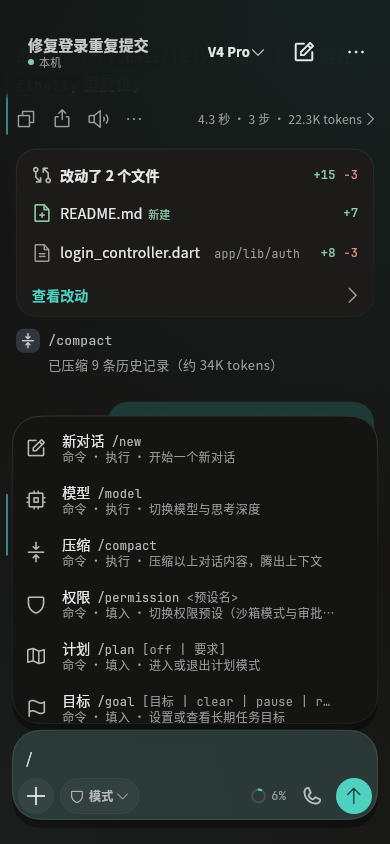 修复登录重复提交
本机
V4 Pro
4.3 秒 · 3 步 · 22.3K tokens
改动了 2 个文件 +15 -3
README.md 新建 +7
login_controller.dart app/lib/auth +8 -3
查看改动
/compact
已压缩 9 条历史记录（约 34K tokens）
新对话 /new
命令 · 执行 · 开始一个新对话
模型 /model
命令 · 执行 · 切换模型与思考深度
压缩 /compact
命令 · 执行 · 压缩以上对话内容，腾出上下文
权限 /permission <预设名>
命令 · 填入 · 切换权限预设（沙箱模式与审批…
计划 /plan [off | 要求]
命令 · 填入 · 进入或退出计划模式
目标 /goal [目标 | clear | pause | r…
命令 · 填入 · 设置或查看长期任务目标
/
模式
6%